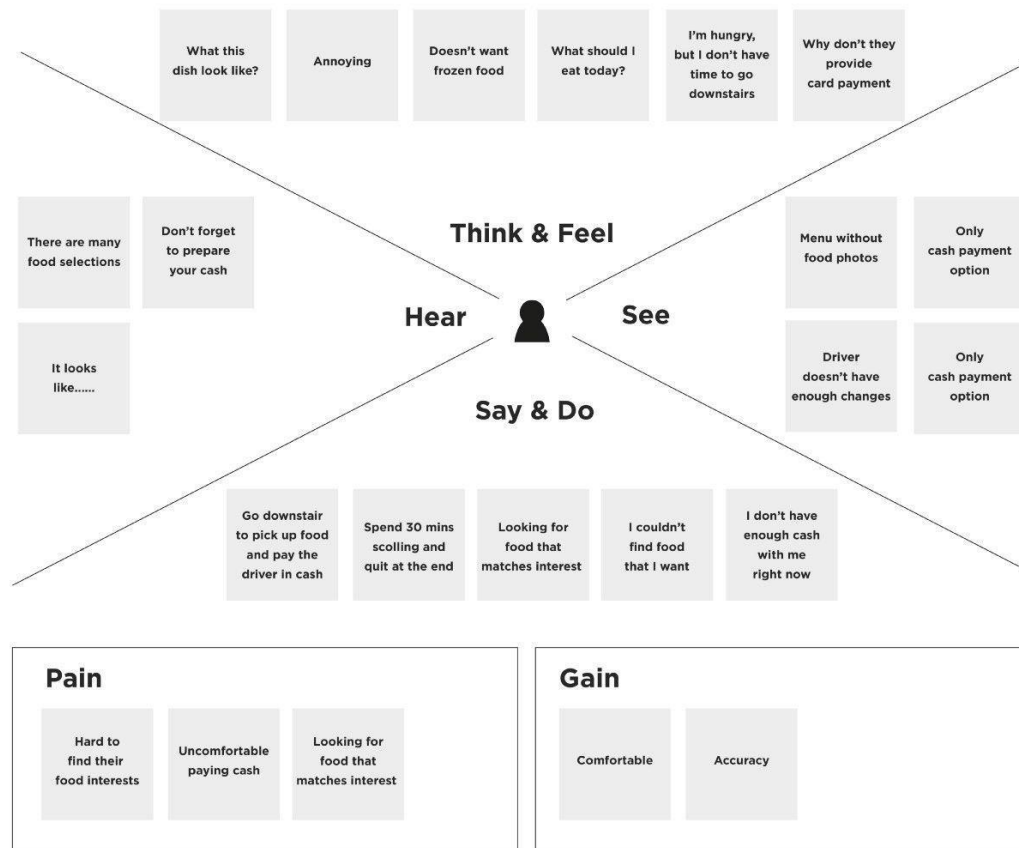 What this
dish look like?
Annoying
Doesn't want
frozen food
What should I
eat today?
I'm hungry,
but I don't have
time to go
downstairs
Why don't they
provide
card payment
Think & Feel
Hear
There are many
food selections
Don't forget
to prepare
your cash
It looks
like......
See
Menu without
food photos
Only
cash payment
option
Driver
doesn't have
enough changes
Only
cash payment
option
Say & Do
Go downstair
to pick up food
and pay the
driver in cash
Spend 30 mins
scolling and
quit at the end
Looking for
food that
matches interest
I couldn't
find food
that I want
I don't have
enough cash
with me
right now
Pain
Hard to
find their
food interests
Uncomfortable
paying cash
Looking for
food that
matches interest
Gain
Comfortable
Accuracy